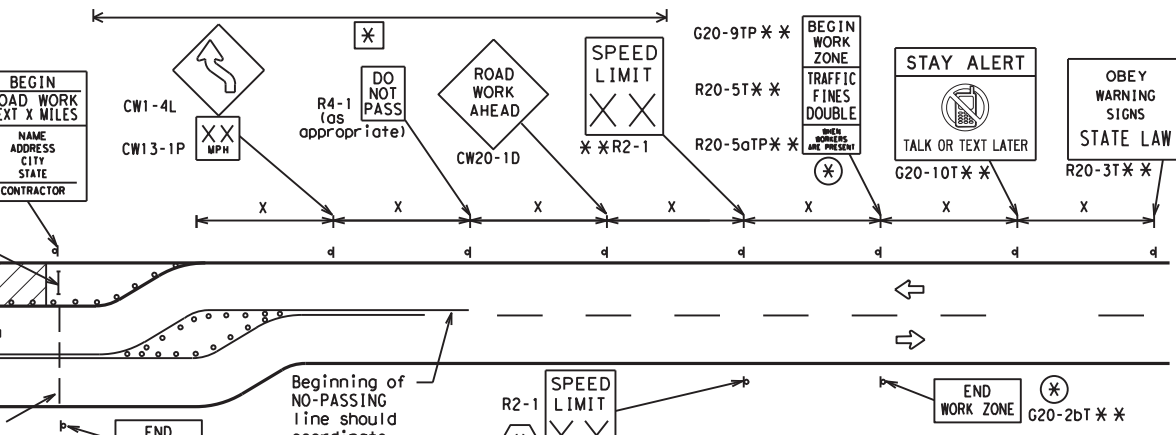 BEGIN
ROAD WORK
NEXT X MILES
NAME
ADDRESS
CITY
STATE
CONTRACTOR
CW1-4L
CW13-1P
XX
MPH
*
R4-1
(as
appropriate)
DO
NOT
PASS
ROAD
WORK
AHEAD
CW20-1D
SPEED
LIMIT
X X
* * R2-1
G20-9TP * *
R20-5T * *
R20-5aTP * *
BEGIN
WORK
ZONE
TRAFFIC
FINES
DOUBLE
WHEN
WORKERS
ARE PRESENT
*
STAY ALERT
TALK OR TEXT LATER
G20-10T * *
OBEY
WARNING
SIGNS
STATE LAW
R20-3T * *
X X X X X X X
Beginning of
NO-PASSING
line should
coordinate
R2-1
SPEED
LIMIT
X X
END
WORK ZONE
*
G20-2bT * *
END